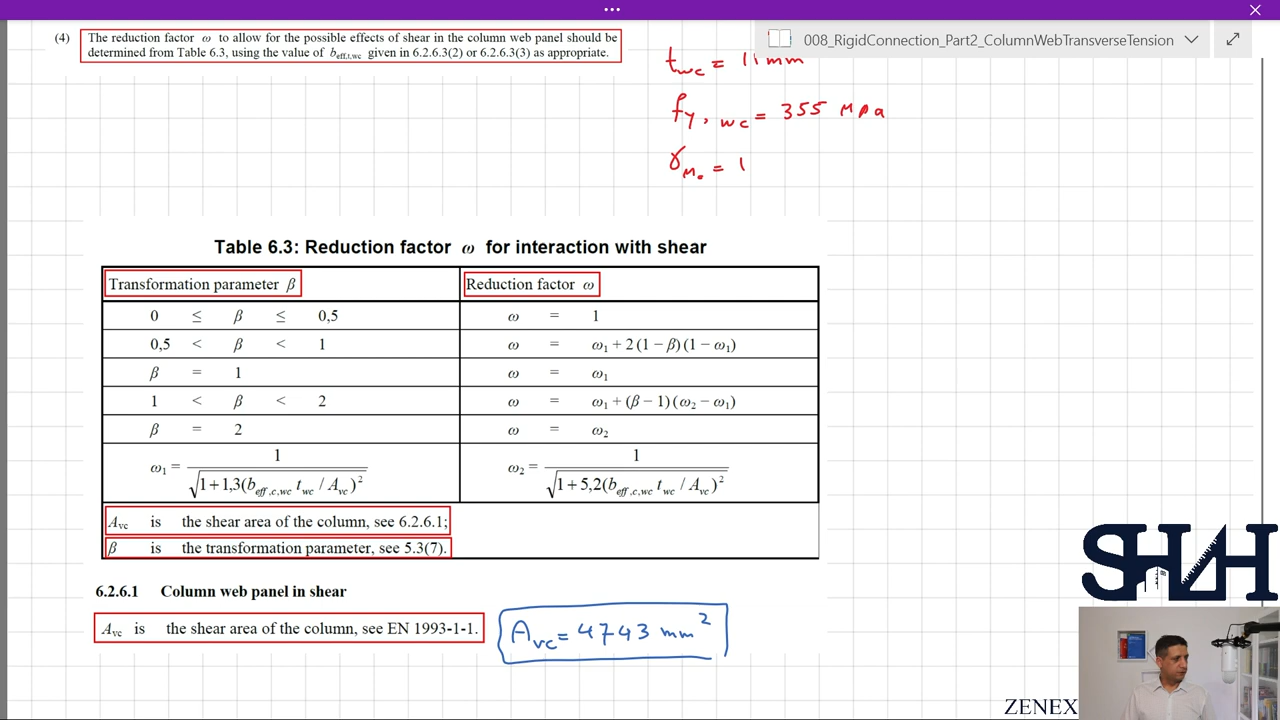 (4) The reduction factor ω to allow for the possible effects of shear in the column web panel should be
determined from Table 6.3, using the value of b_eff,t,wc given in 6.2.6.3(2) or 6.2.6.3(3) as appropriate.
008_RigidConnection_Part2_ColumnWebTransverseTension
t_wc = 11 mm
f_y,wc = 355 MPa
γ_M0 = 1
Table 6.3: Reduction factor ω for interaction with shear
Transformation parameter β Reduction factor ω
0 ≤ β ≤ 0,5 ω = 1
0,5 < β < 1 ω = ω₁ + 2 (1 − β) (1 − ω₁)
β = 1 ω = ω₁
1 < β < 2 ω = ω₁ + (β − 1) (ω₂ − ω₁)
β = 2 ω = ω₂
ω₁ = 1 / √(1 + 1,3(b_eff,c,wc t_wc / A_vc)²) ω₂ = 1 / √(1 + 5,2(b_eff,c,wc t_wc / A_vc)²)
A_vc is the shear area of the column, see 6.2.6.1;
β is the transformation parameter, see 5.3(7).
6.2.6.1 Column web panel in shear
A_vc is the shear area of the column, see EN 1993-1-1.
A_vc = 4743 mm²
ZENEX